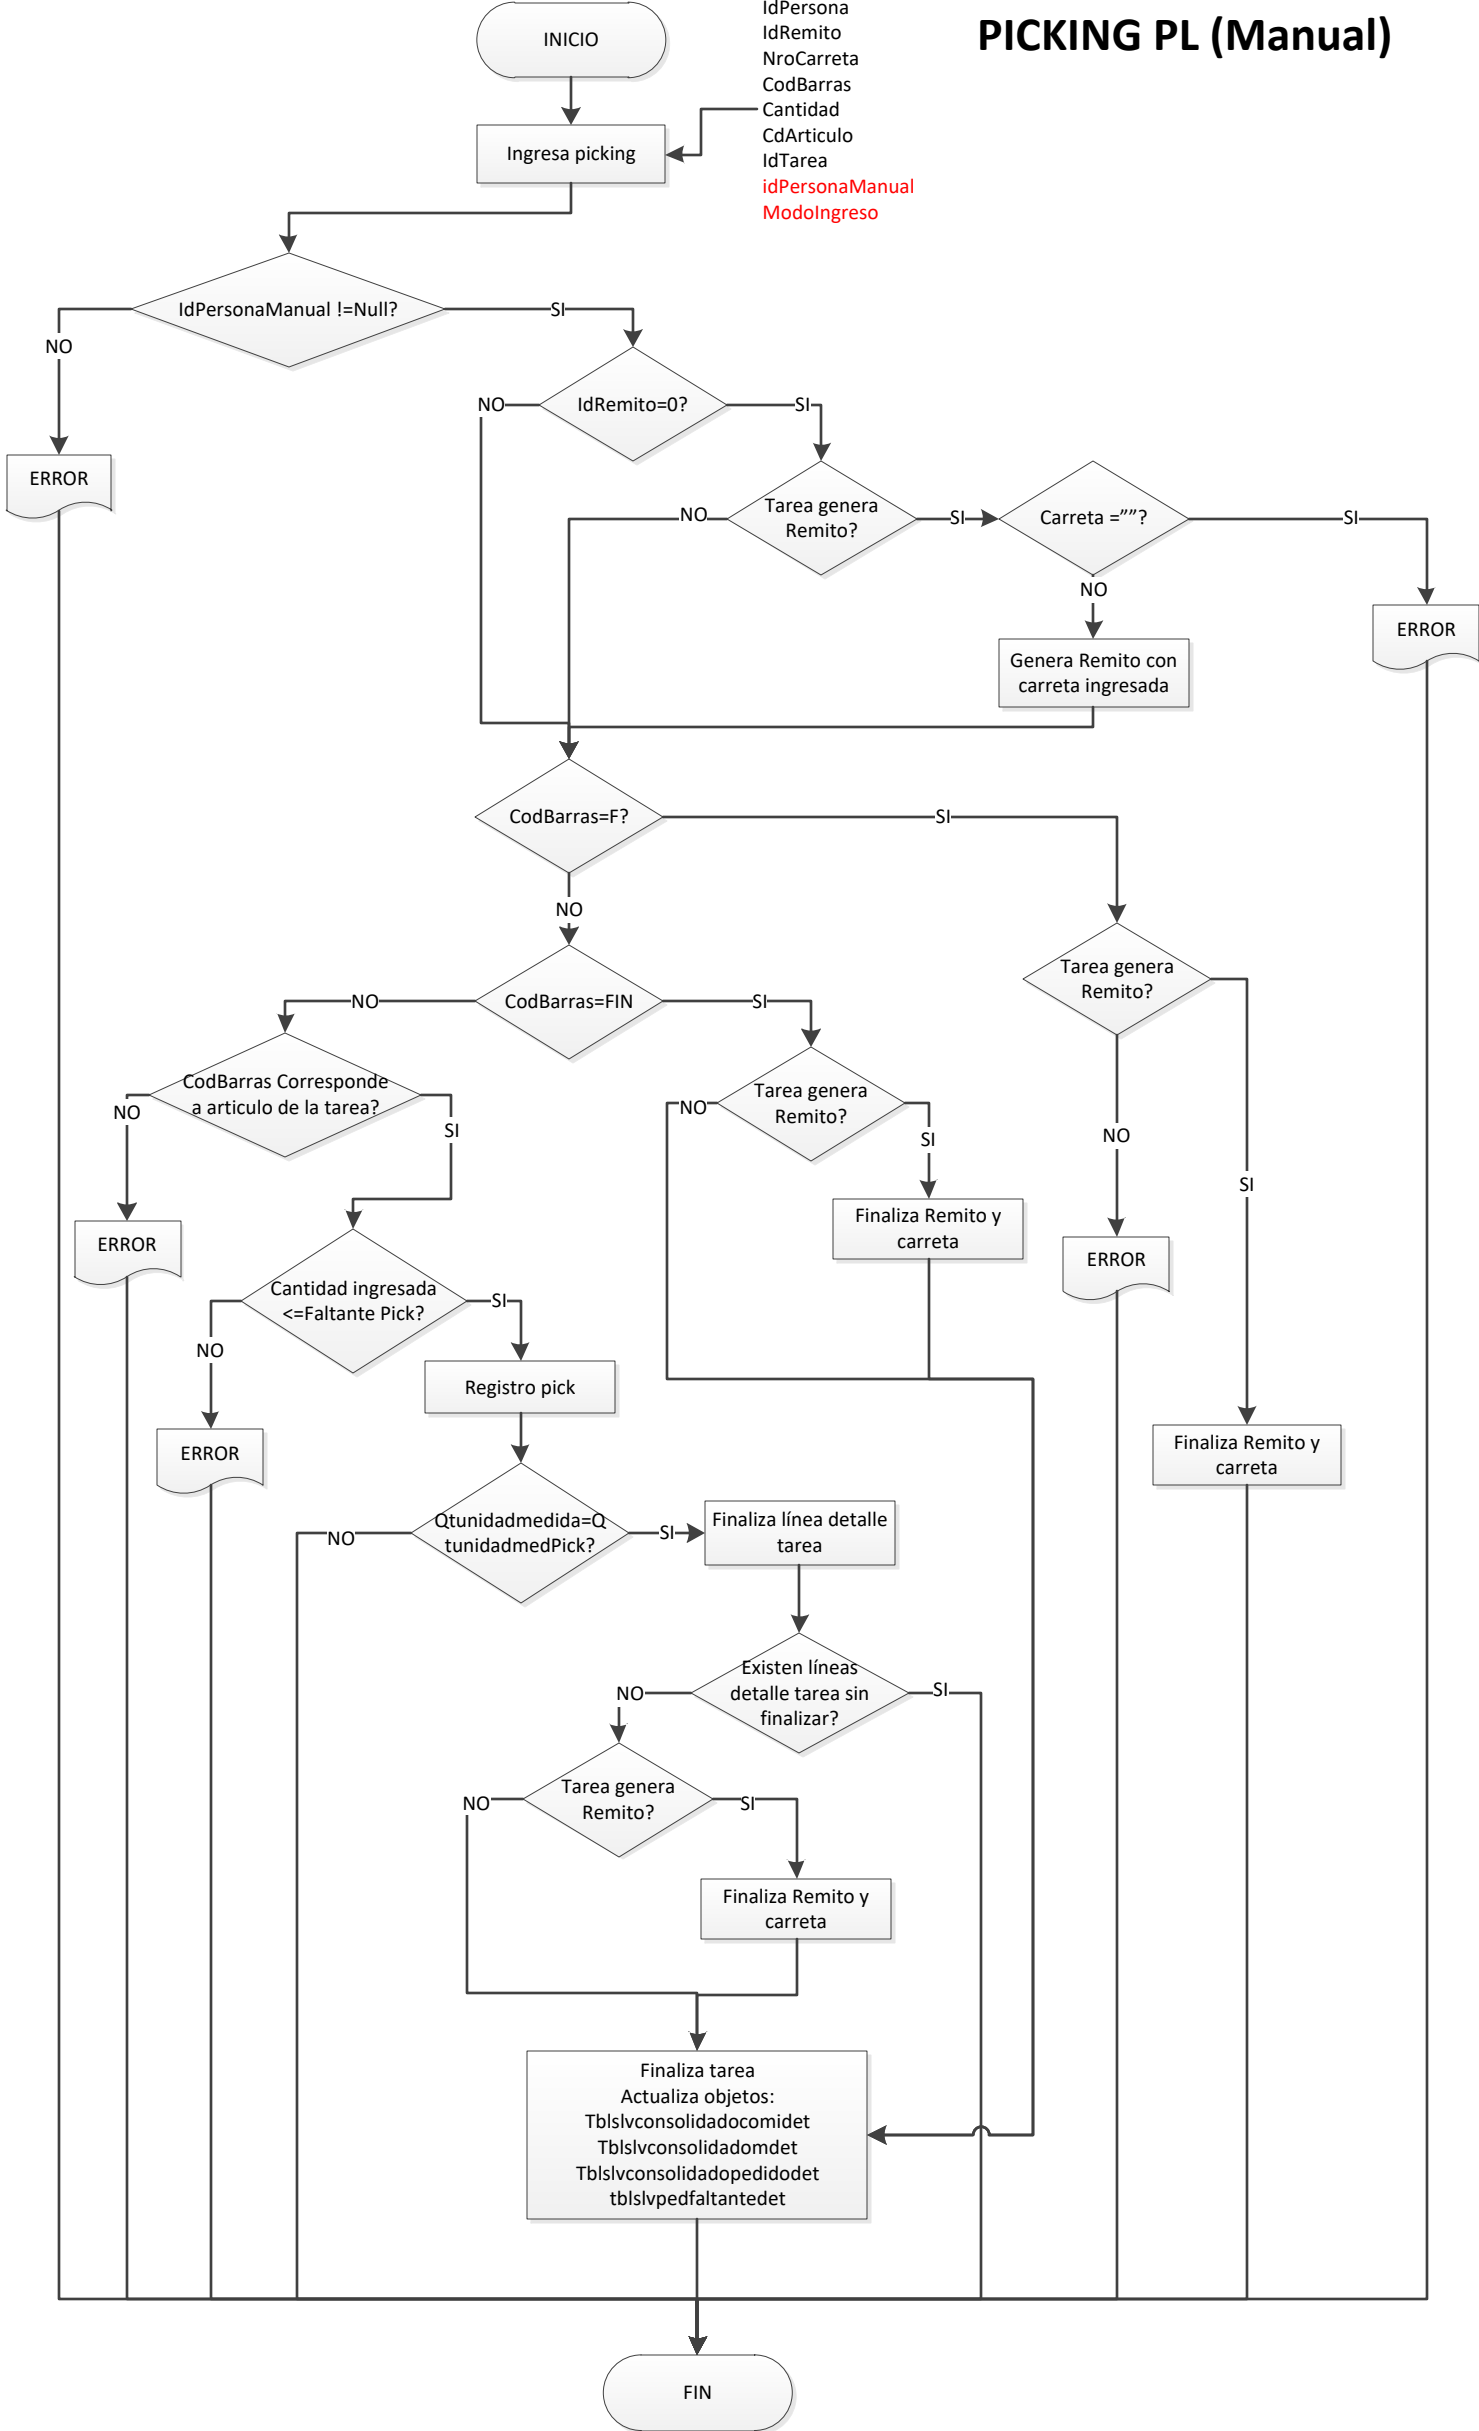 IdPersona
PICKING PL (Manual)
INICIO
IdRemito
NroCarreta
CodBarras
Cantidad
CdArticulo
IdTarea
idPersonaManual
ModoIngreso
Ingresa picking
IdPersonaManual !=Null?
SI
NO
IdRemito=0?
NO
SI
ERROR
Tarea genera
Remito?
NO
SI
Carreta =””?
SI
NO
ERROR
Genera Remito con
carreta ingresada
CodBarras=F?
SI
NO
Tarea genera
Remito?
CodBarras=FIN
NO
SI
CodBarras Corresponde
a articulo de la tarea?
NO
SI
Tarea genera
Remito?
NO
SI
NO
SI
ERROR
Finaliza Remito y
carreta
ERROR
Cantidad ingresada
<=Faltante Pick?
SI
NO
Registro pick
ERROR
Finaliza Remito y
carreta
Qtunidadmedida=Q
tunidadmedPick?
NO
SI
Finaliza línea detalle
tarea
Existen líneas
detalle tarea sin
finalizar?
NO
SI
Tarea genera
Remito?
NO
SI
Finaliza Remito y
carreta
Finaliza tarea
Actualiza objetos:
Tblslvconsolidadocomidet
Tblslvconsolidadomdet
Tblslvconsolidadopedidodet
tblslvpedfaltantedet
FIN